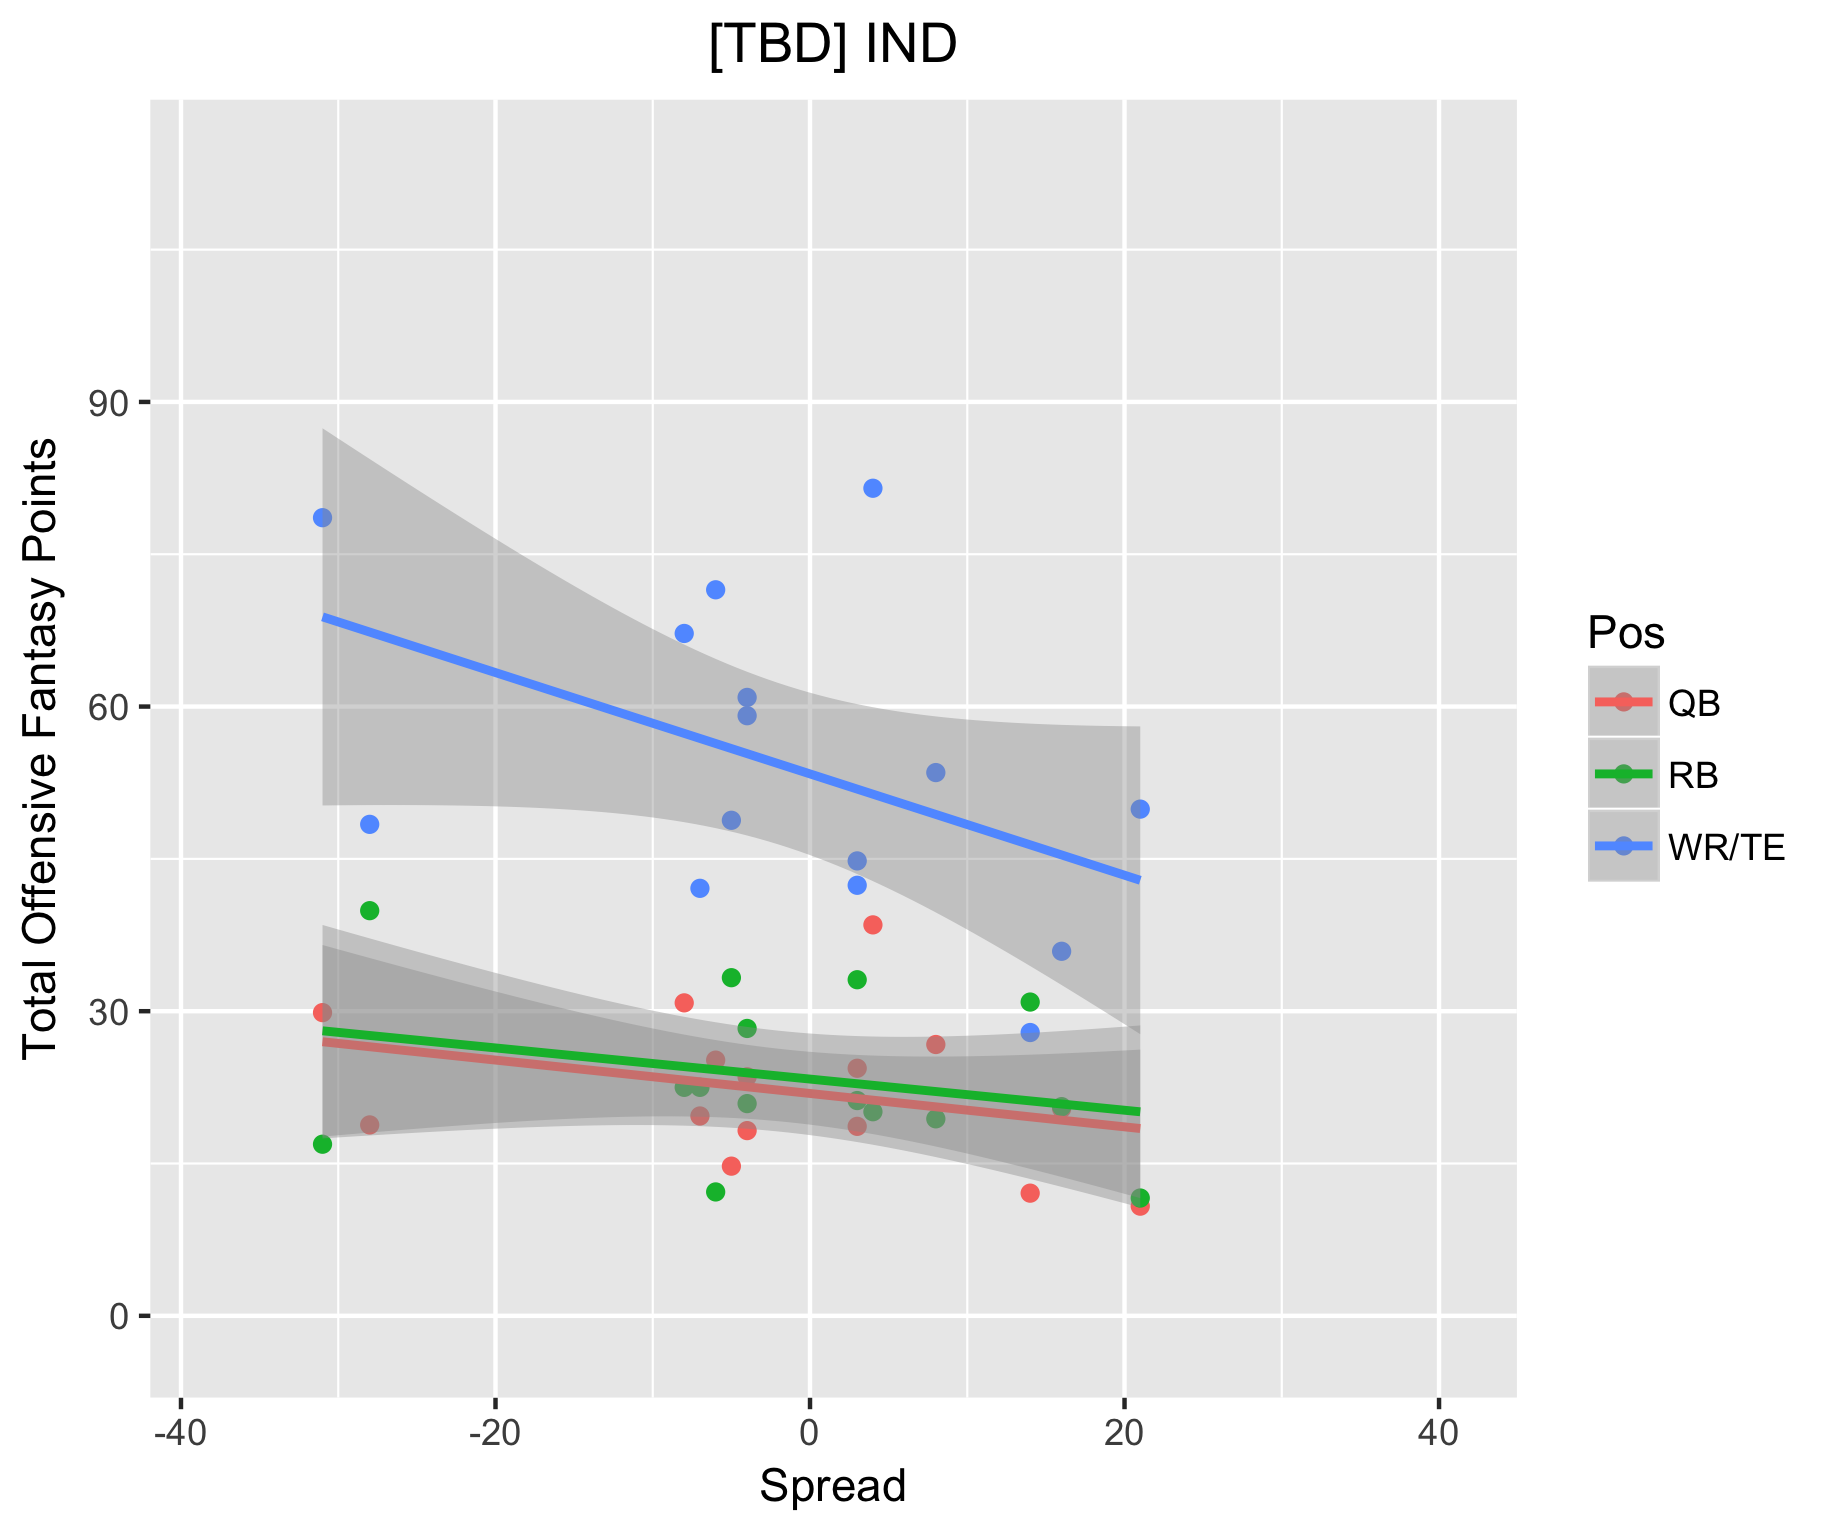 [TBD] IND
Total Offensive Fantasy Points
90
60
30
0
-40 -20 0 20 40
Spread
Pos
QB
RB
WR/TE